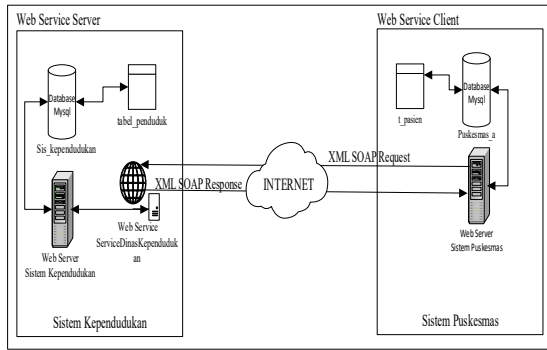 Web Service Server
Database
Mysql
tabel_penduduk
Sis_kependudukan
XML SOAP Response
Web Service
ServiceDinasKependuduk
an
Web Server
Sistem Kependudukan
Sistem Kependudukan
INTERNET
XML SOAP Request
Web Service Client
Database
Mysql
t_pasien
Puskesmas_a
Web Server
Sistem Puskesmas
Sistem Puskesmas